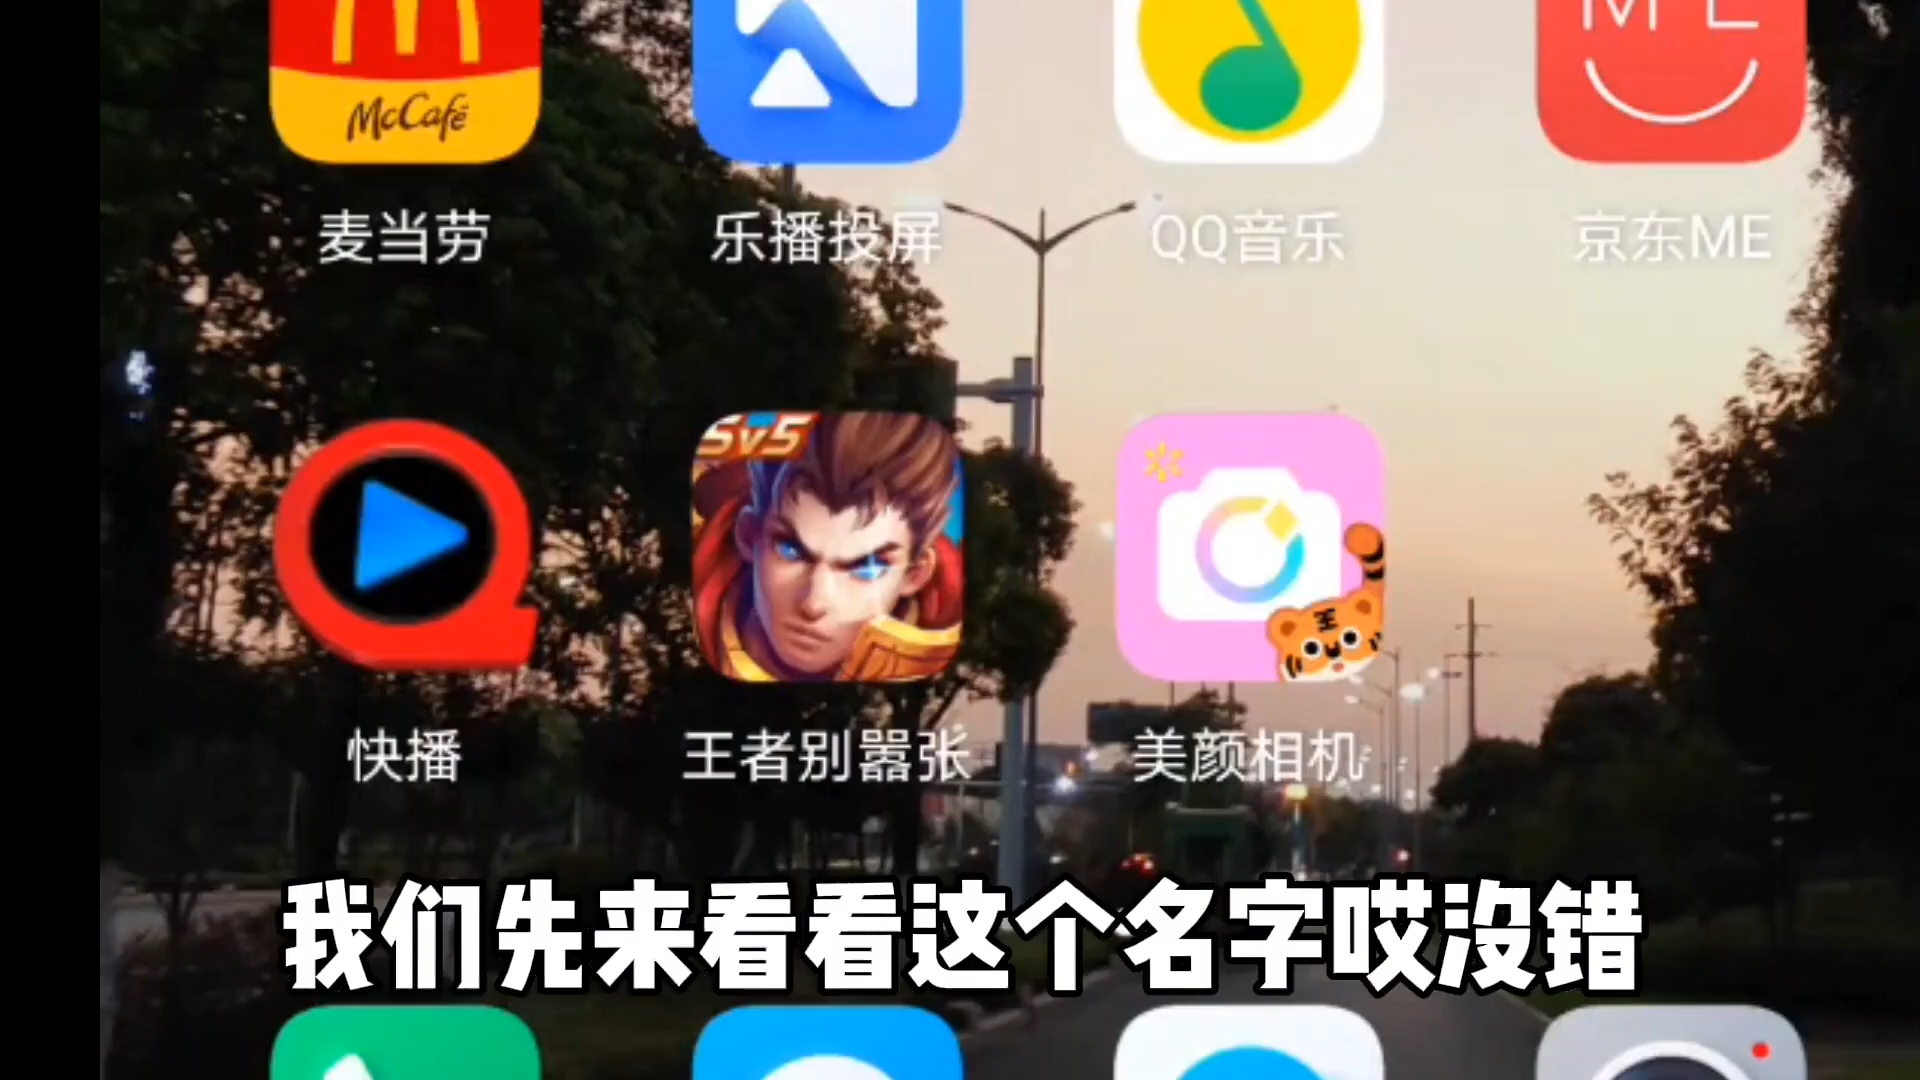 McCafé
M E
麦当劳
乐播投屏
QQ音乐
京东ME
5v5
王
快播
王者别嚣张
美颜相机
我们先来看看这个名字哎没错